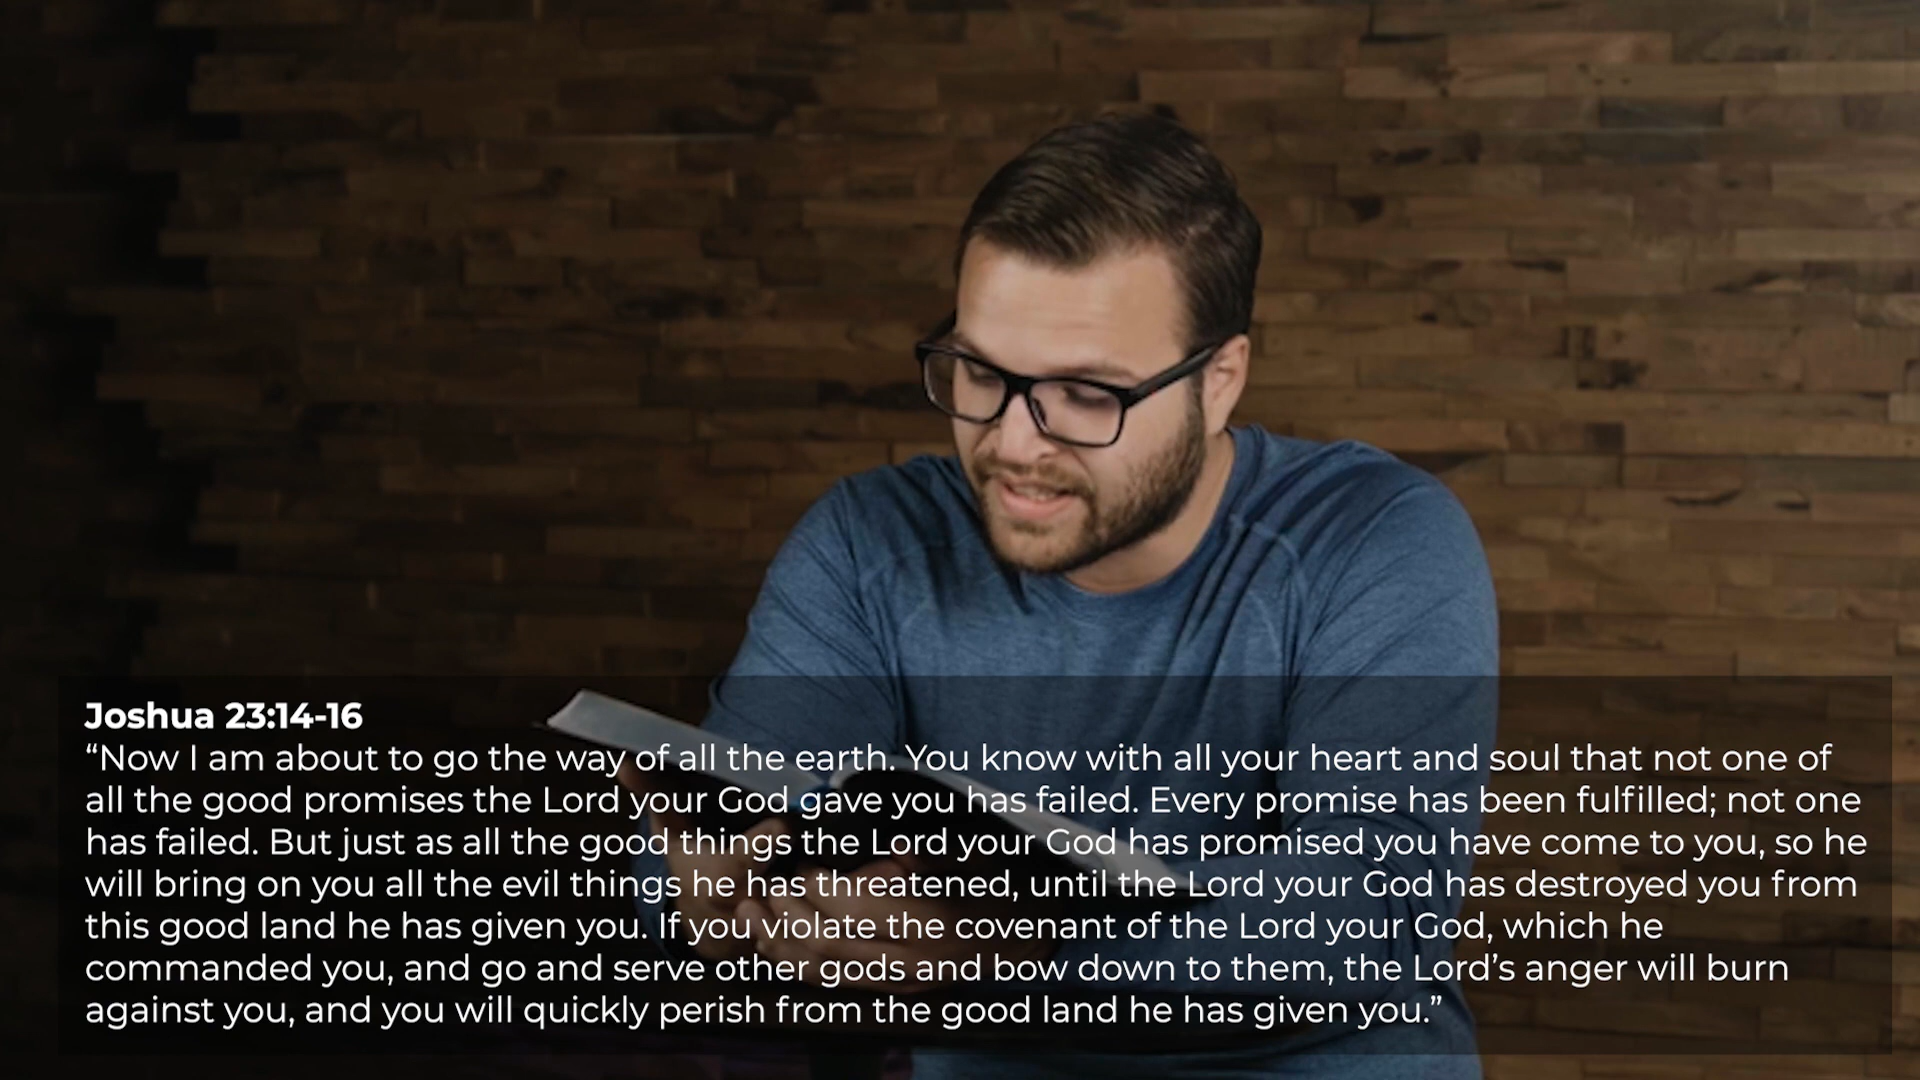 Joshua 23:14-16
“Now I am about to go the way of all the earth. You know with all your heart and soul that not one of
all the good promises the Lord your God gave you has failed. Every promise has been fulfilled; not one
has failed. But just as all the good things the Lord your God has promised you have come to you, so he
will bring on you all the evil things he has threatened, until the Lord your God has destroyed you from
this good land he has given you. If you violate the covenant of the Lord your God, which he
commanded you, and go and serve other gods and bow down to them, the Lord’s anger will burn
against you, and you will quickly perish from the good land he has given you.”